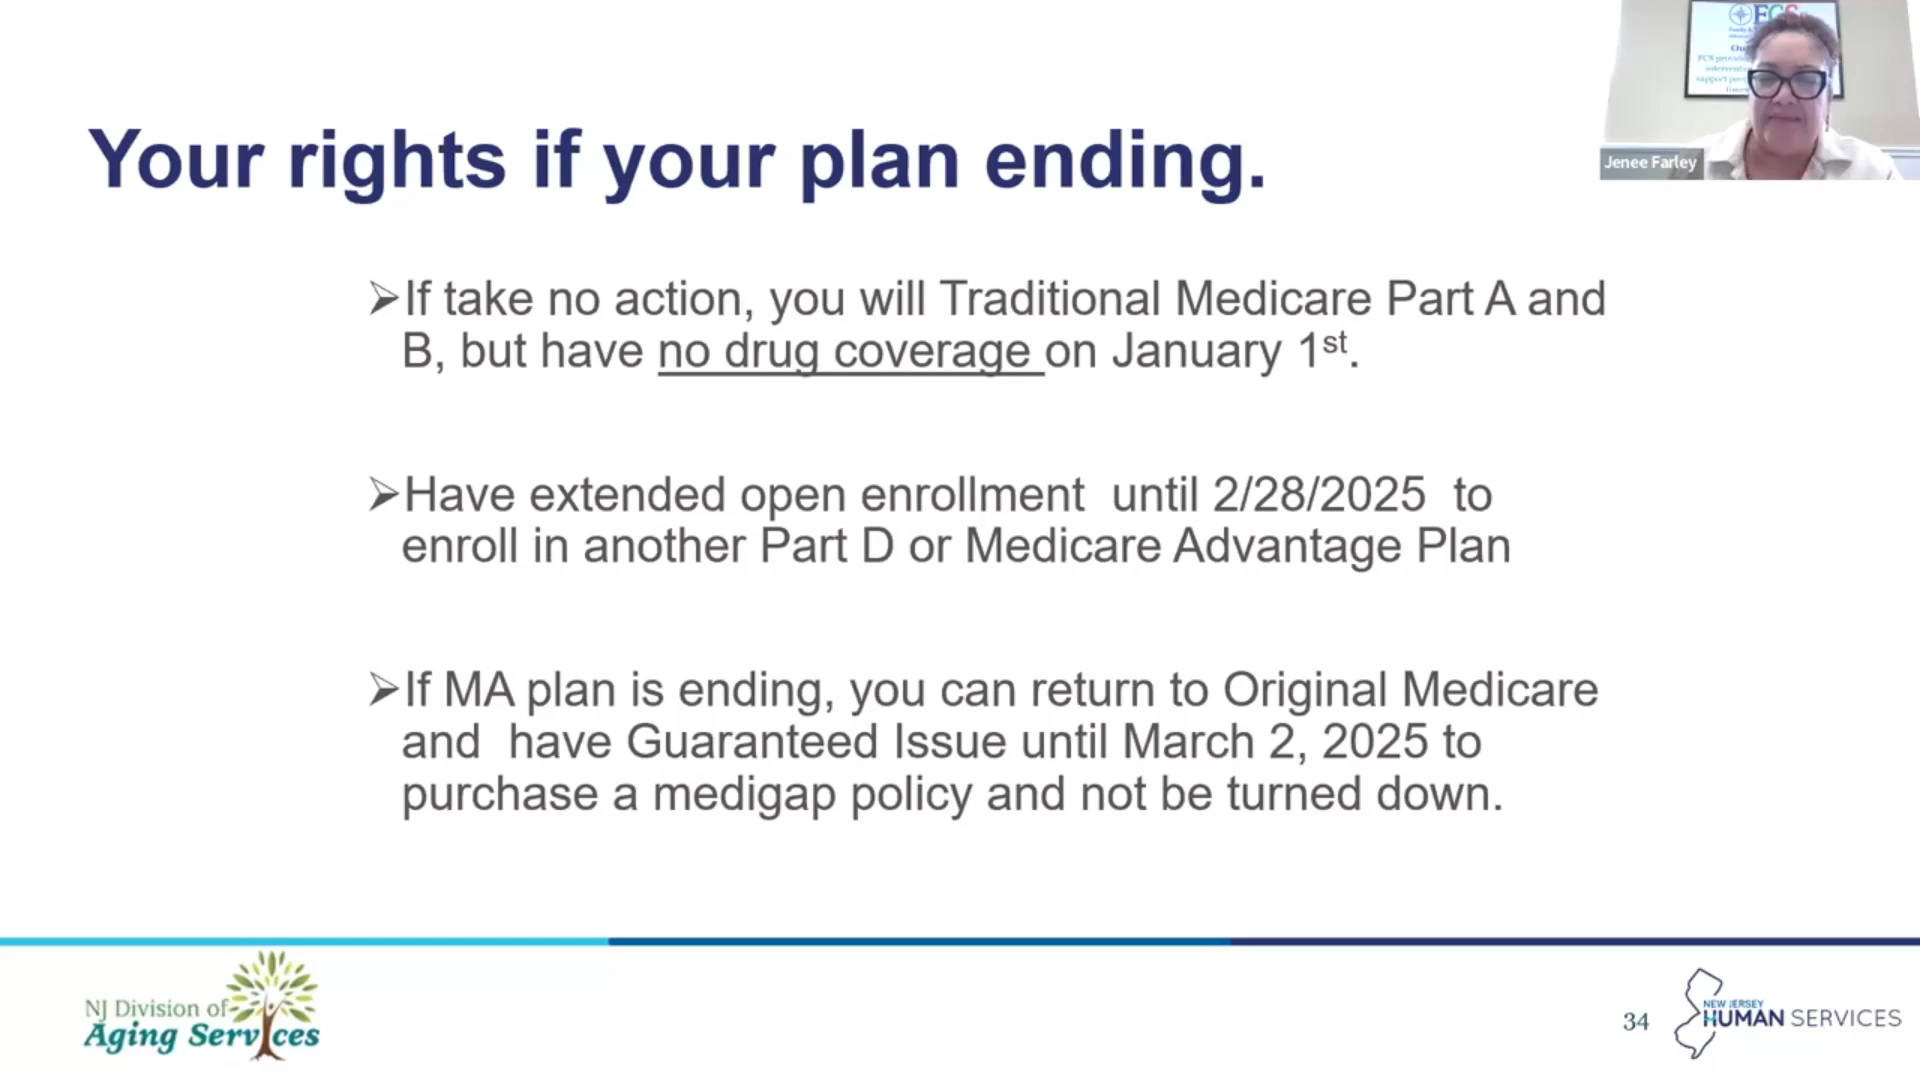 FCS
Jenee Farley
Your rights if your plan ending.
➢If take no action, you will Traditional Medicare Part A and
B, but have no drug coverage on January 1st.
➢Have extended open enrollment until 2/28/2025 to
enroll in another Part D or Medicare Advantage Plan
➢If MA plan is ending, you can return to Original Medicare
and have Guaranteed Issue until March 2, 2025 to
purchase a medigap policy and not be turned down.
NJ Division of
Aging Services
34
NEW JERSEY
HUMAN SERVICES